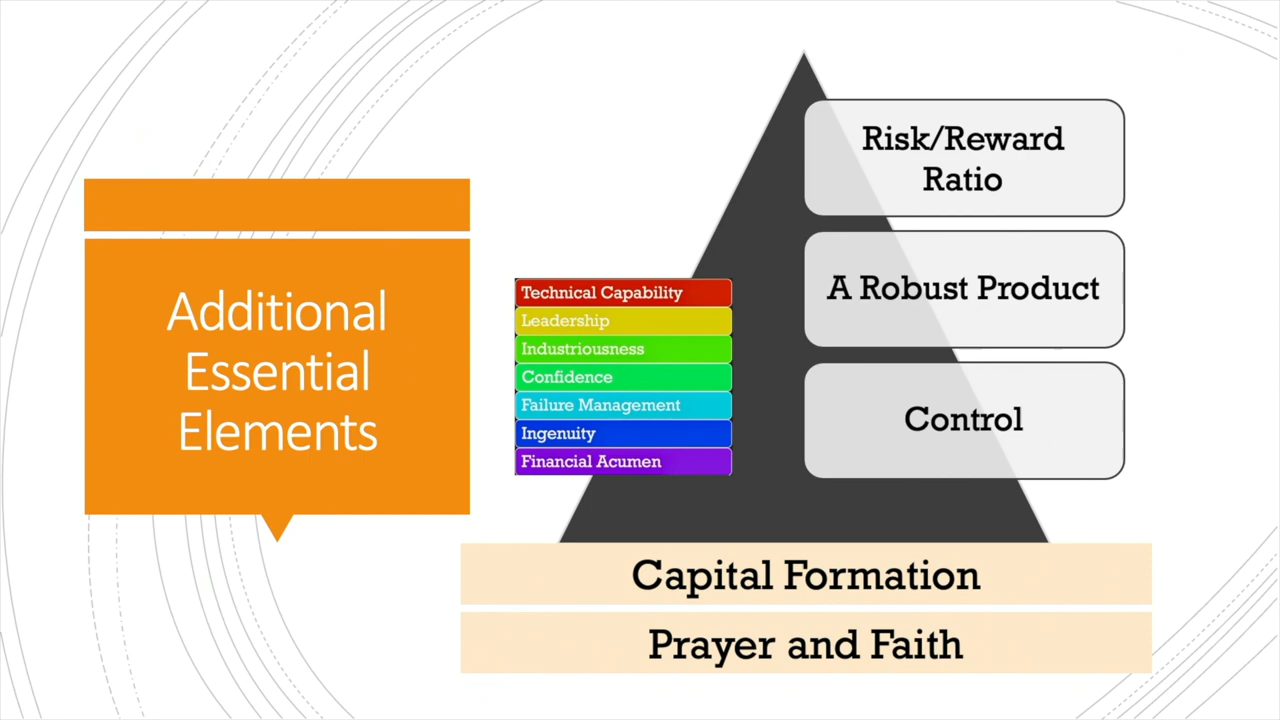 Additional
Essential
Elements
Risk/Reward
Ratio
A Robust Product
Control
Technical Capability
Leadership
Industriousness
Confidence
Failure Management
Ingenuity
Financial Acumen
Capital Formation
Prayer and Faith